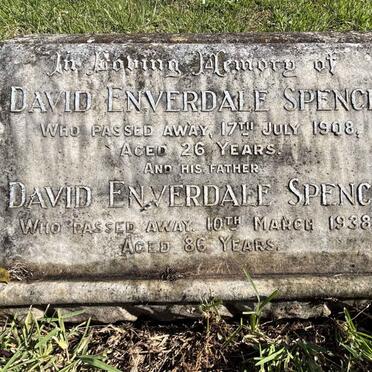 In Loving Memory of
DAVID ENVERDALE SPENCE
WHO PASSED AWAY, 17TH JULY 1908,
AGED 26 YEARS.
AND HIS FATHER
DAVID ENVERDALE SPENC
WHO PASSED AWAY. 10TH MARCH 1938
AGED 86 YEARS.